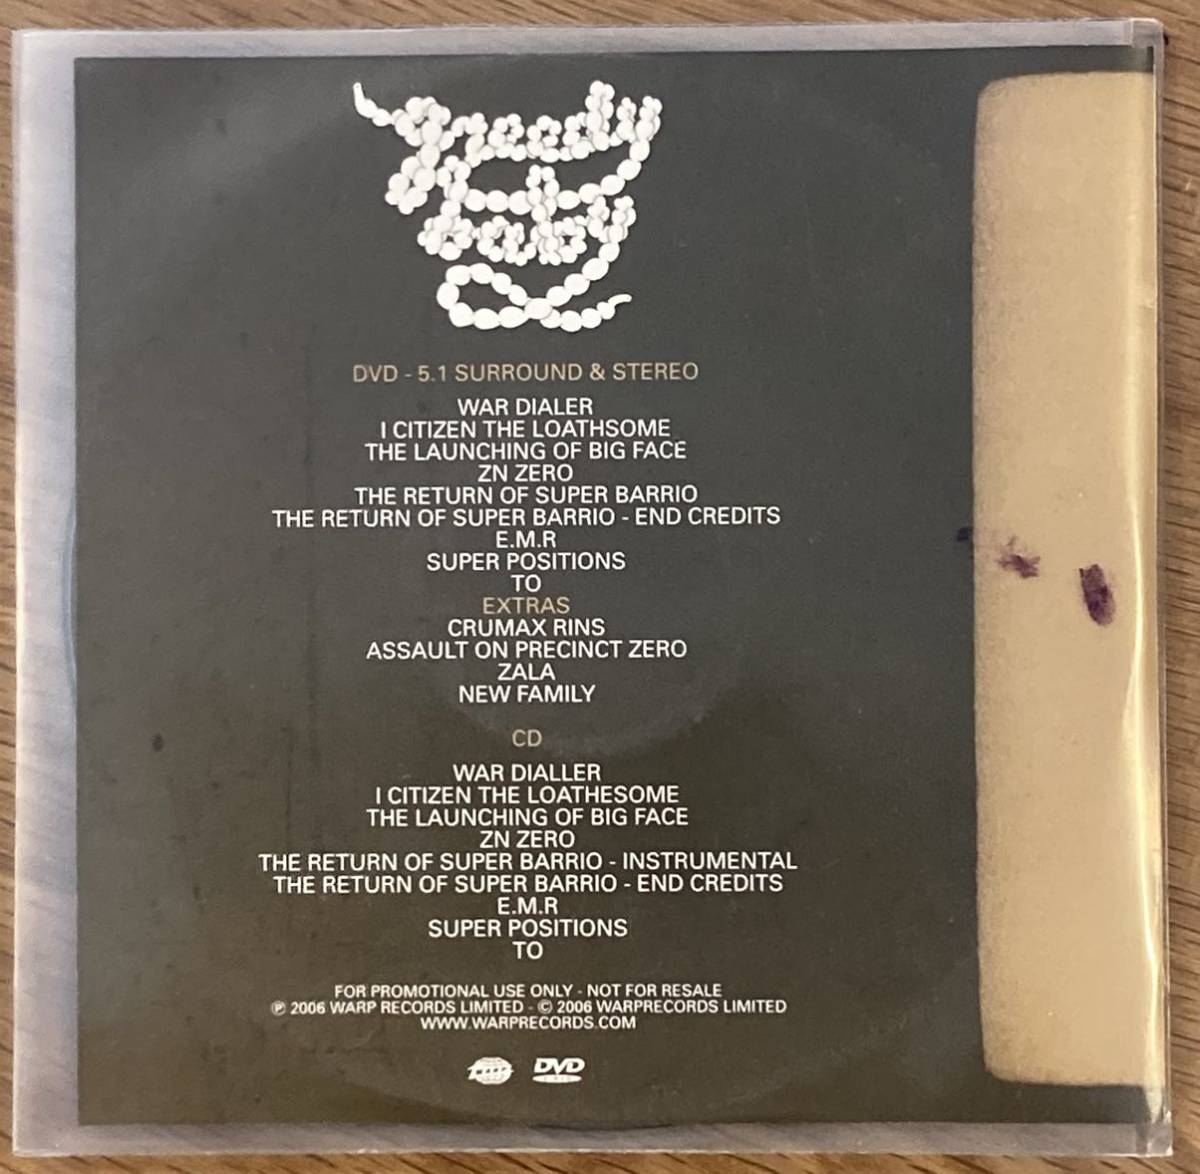 greedy
baby
DVD - 5.1 SURROUND & STEREO
WAR DIALER
I CITIZEN THE LOATHSOME
THE LAUNCHING OF BIG FACE
ZN ZERO
THE RETURN OF SUPER BARRIO
THE RETURN OF SUPER BARRIO - END CREDITS
E.M.R
SUPER POSITIONS
TO
EXTRAS
CRUMAX RINS
ASSAULT ON PRECINCT ZERO
ZALA
NEW FAMILY
CD
WAR DIALLER
I CITIZEN THE LOATHESOME
THE LAUNCHING OF BIG FACE
ZN ZERO
THE RETURN OF SUPER BARRIO - INSTRUMENTAL
THE RETURN OF SUPER BARRIO - END CREDITS
E.M.R
SUPER POSITIONS
TO
FOR PROMOTIONAL USE ONLY - NOT FOR RESALE
℗ 2006 WARP RECORDS LIMITED - © 2006 WARPRECORDS LIMITED
WWW.WARPRECORDS.COM
DVD